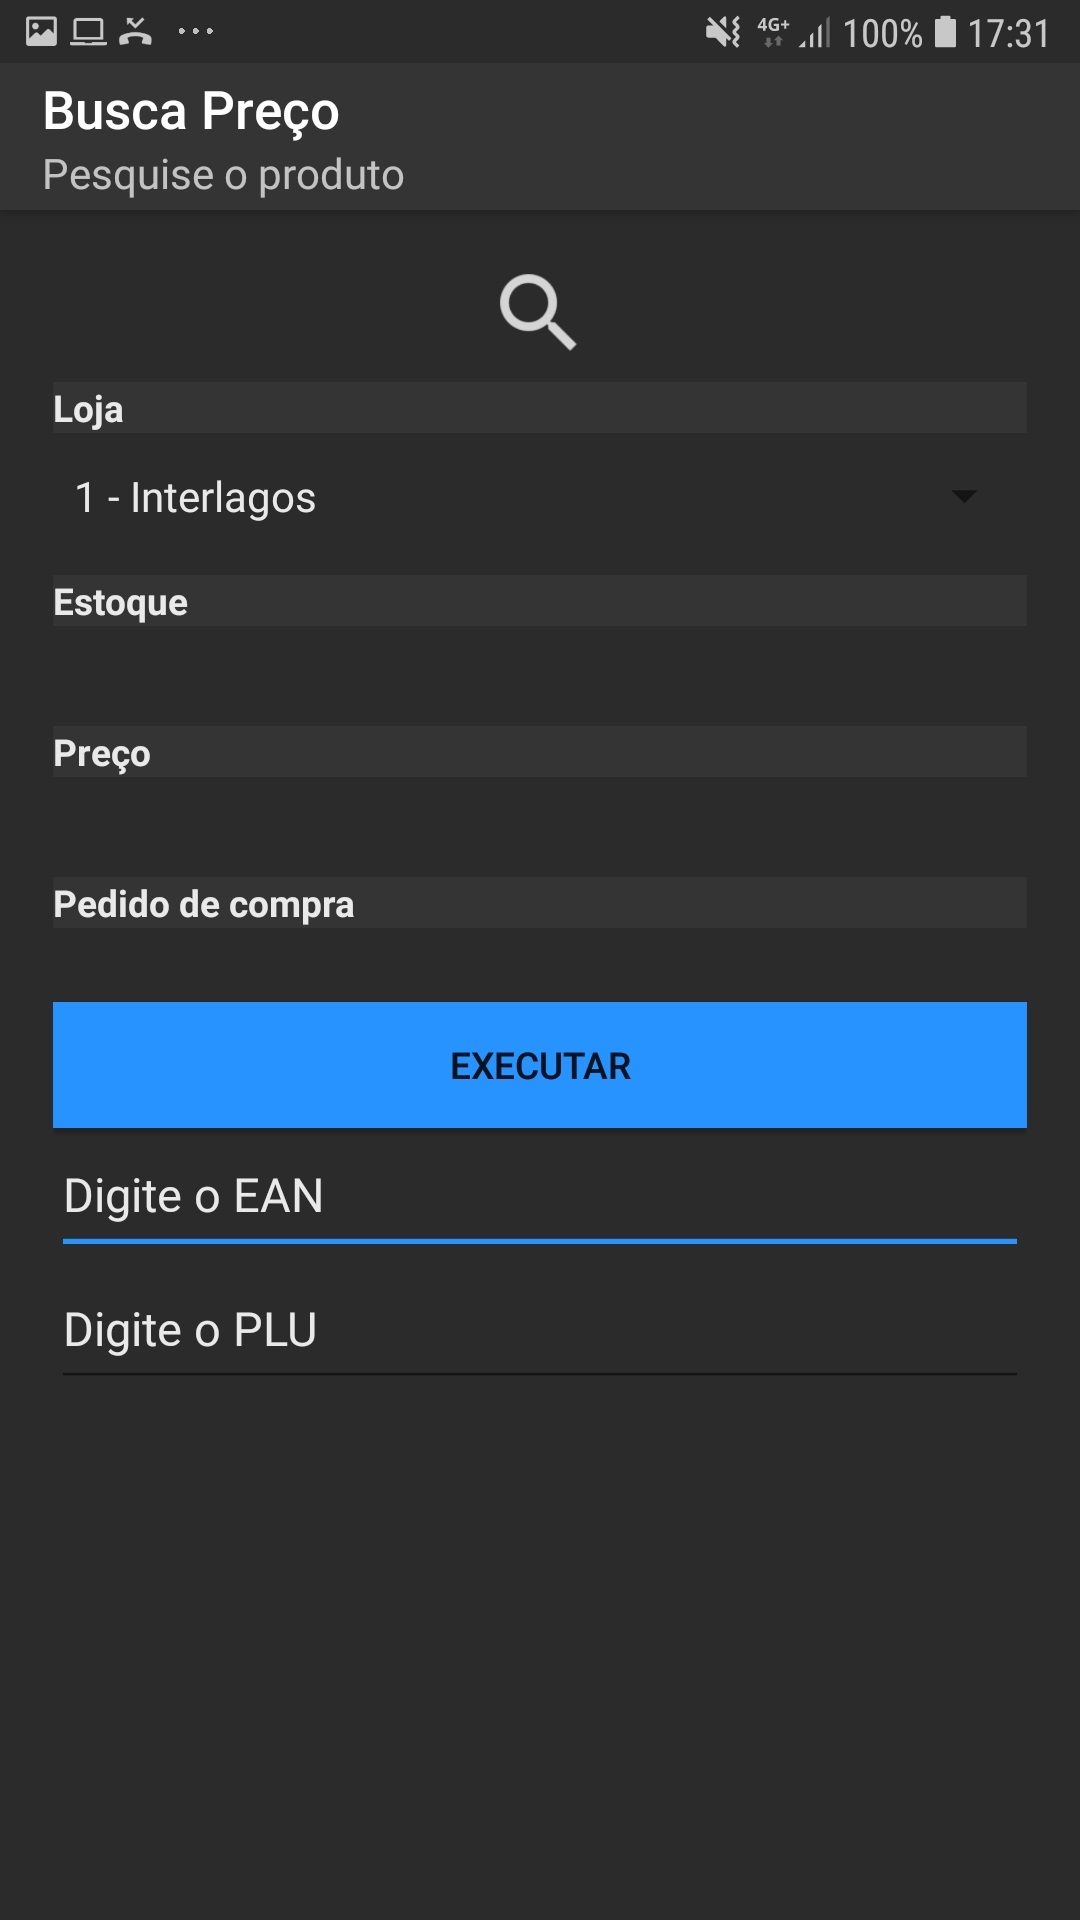 4G+ 100% 17:31
Busca Preço
Pesquise o produto
Loja
1 - Interlagos
Estoque
Preço
Pedido de compra
EXECUTAR
Digite o EAN
Digite o PLU